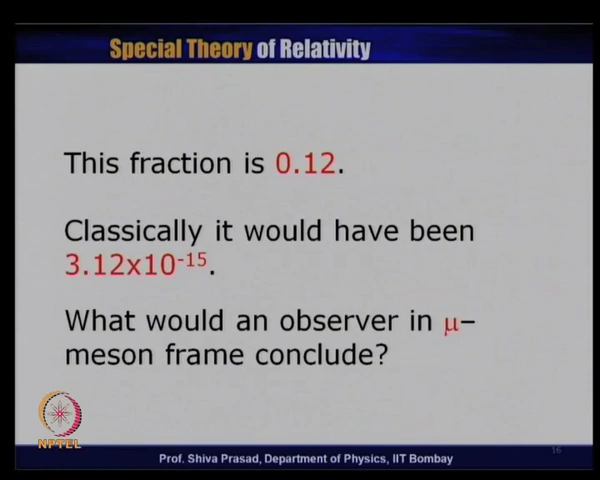 Special Theory of Relativity
This fraction is 0.12.
Classically it would have been
3.12x10⁻¹⁵.
What would an observer in μ–
meson frame conclude?
NPTEL
Prof. Shiva Prasad, Department of Physics, IIT Bombay
16